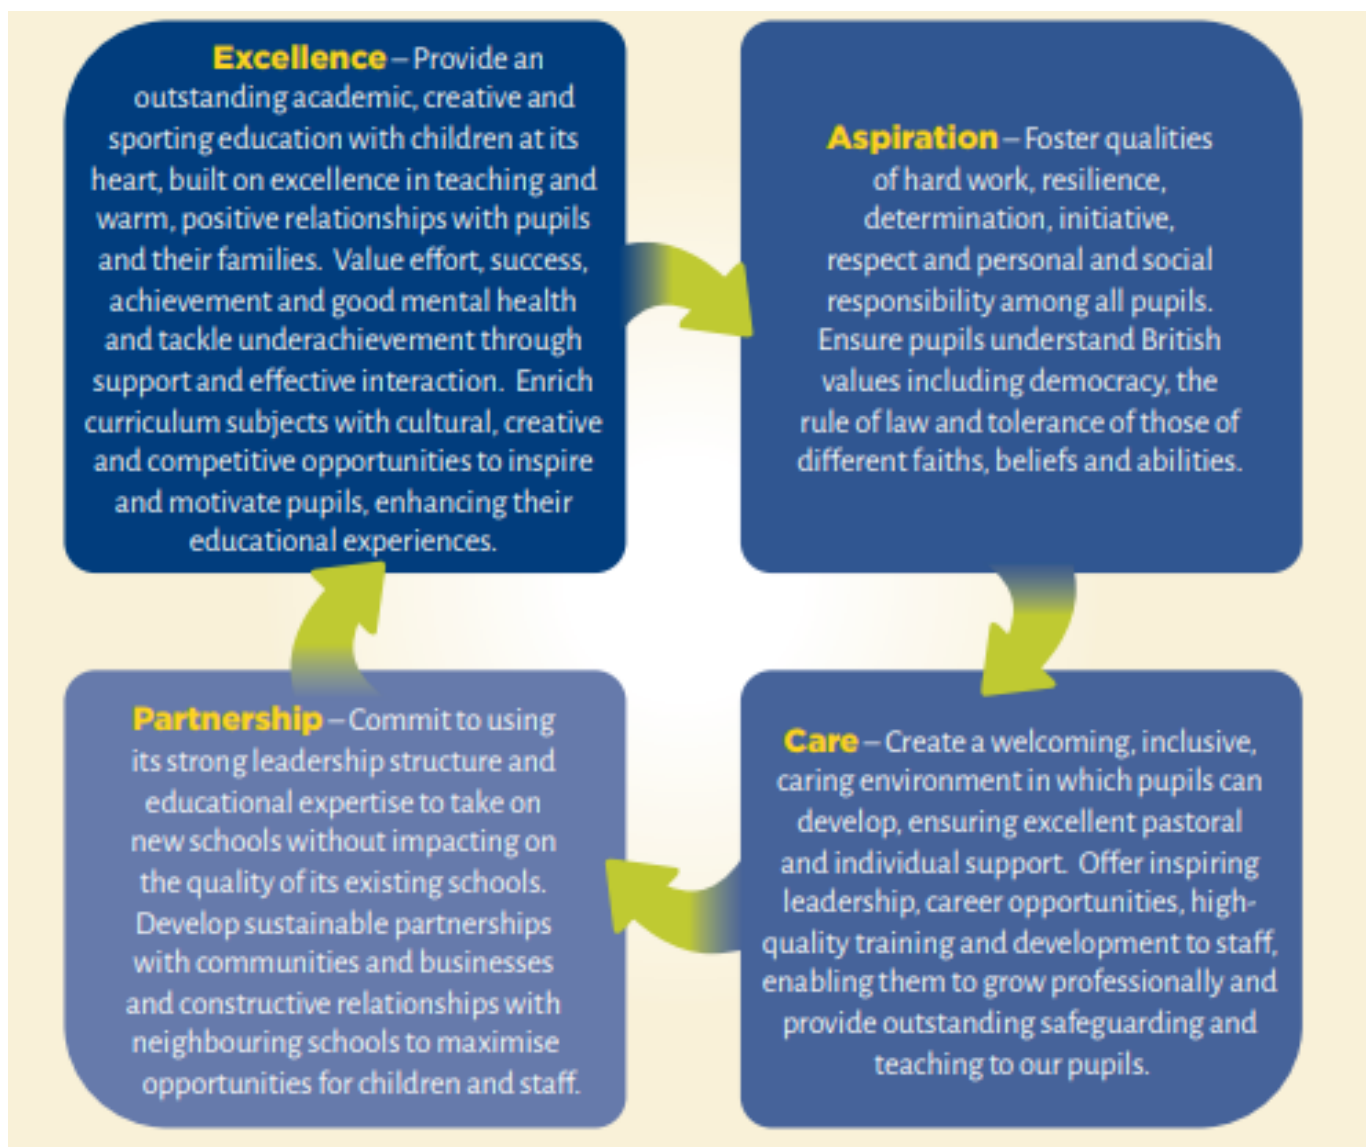 Excellence – Provide an
outstanding academic, creative and
sporting education with children at its
heart, built on excellence in teaching and
warm, positive relationships with pupils
and their families.  Value effort, success,
achievement and good mental health
and tackle underachievement through
support and effective interaction.  Enrich
curriculum subjects with cultural, creative
and competitive opportunities to inspire
and motivate pupils, enhancing their
educational experiences.
Aspiration – Foster qualities
of hard work, resilience,
determination, initiative,
respect and personal and social
responsibility among all pupils.
Ensure pupils understand British
values including democracy, the
rule of law and tolerance of those of
different faiths, beliefs and abilities.
Care – Create a welcoming, inclusive,
caring environment in which pupils can
develop, ensuring excellent pastoral
and individual support.  Offer inspiring
leadership, career opportunities, high-
quality training and development to staff,
enabling them to grow professionally and
provide outstanding safeguarding and
teaching to our pupils.
Partnership – Commit to using
its strong leadership structure and
educational expertise to take on
new schools without impacting on
the quality of its existing schools.
Develop sustainable partnerships
with communities and businesses
and constructive relationships with
neighbouring schools to maximise
opportunities for children and staff.